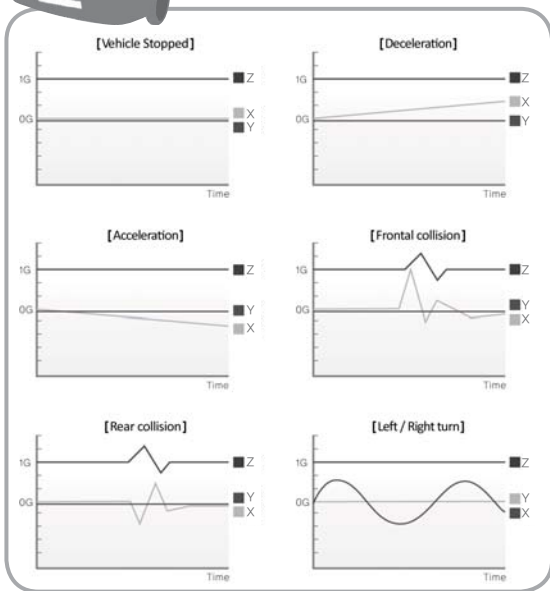 [Vehicle Stopped]
1G
Z
X
0G
Y
Time
[Deceleration]
1G
Z
X
0G
Y
Time
[Acceleration]
1G
Z
0G
Y
X
Time
[Frontal collision]
1G
Z
0G
Y
X
Time
[Rear collision]
1G
Z
0G
Y
X
Time
[Left / Right turn]
1G
Z
0G
Y
X
Time